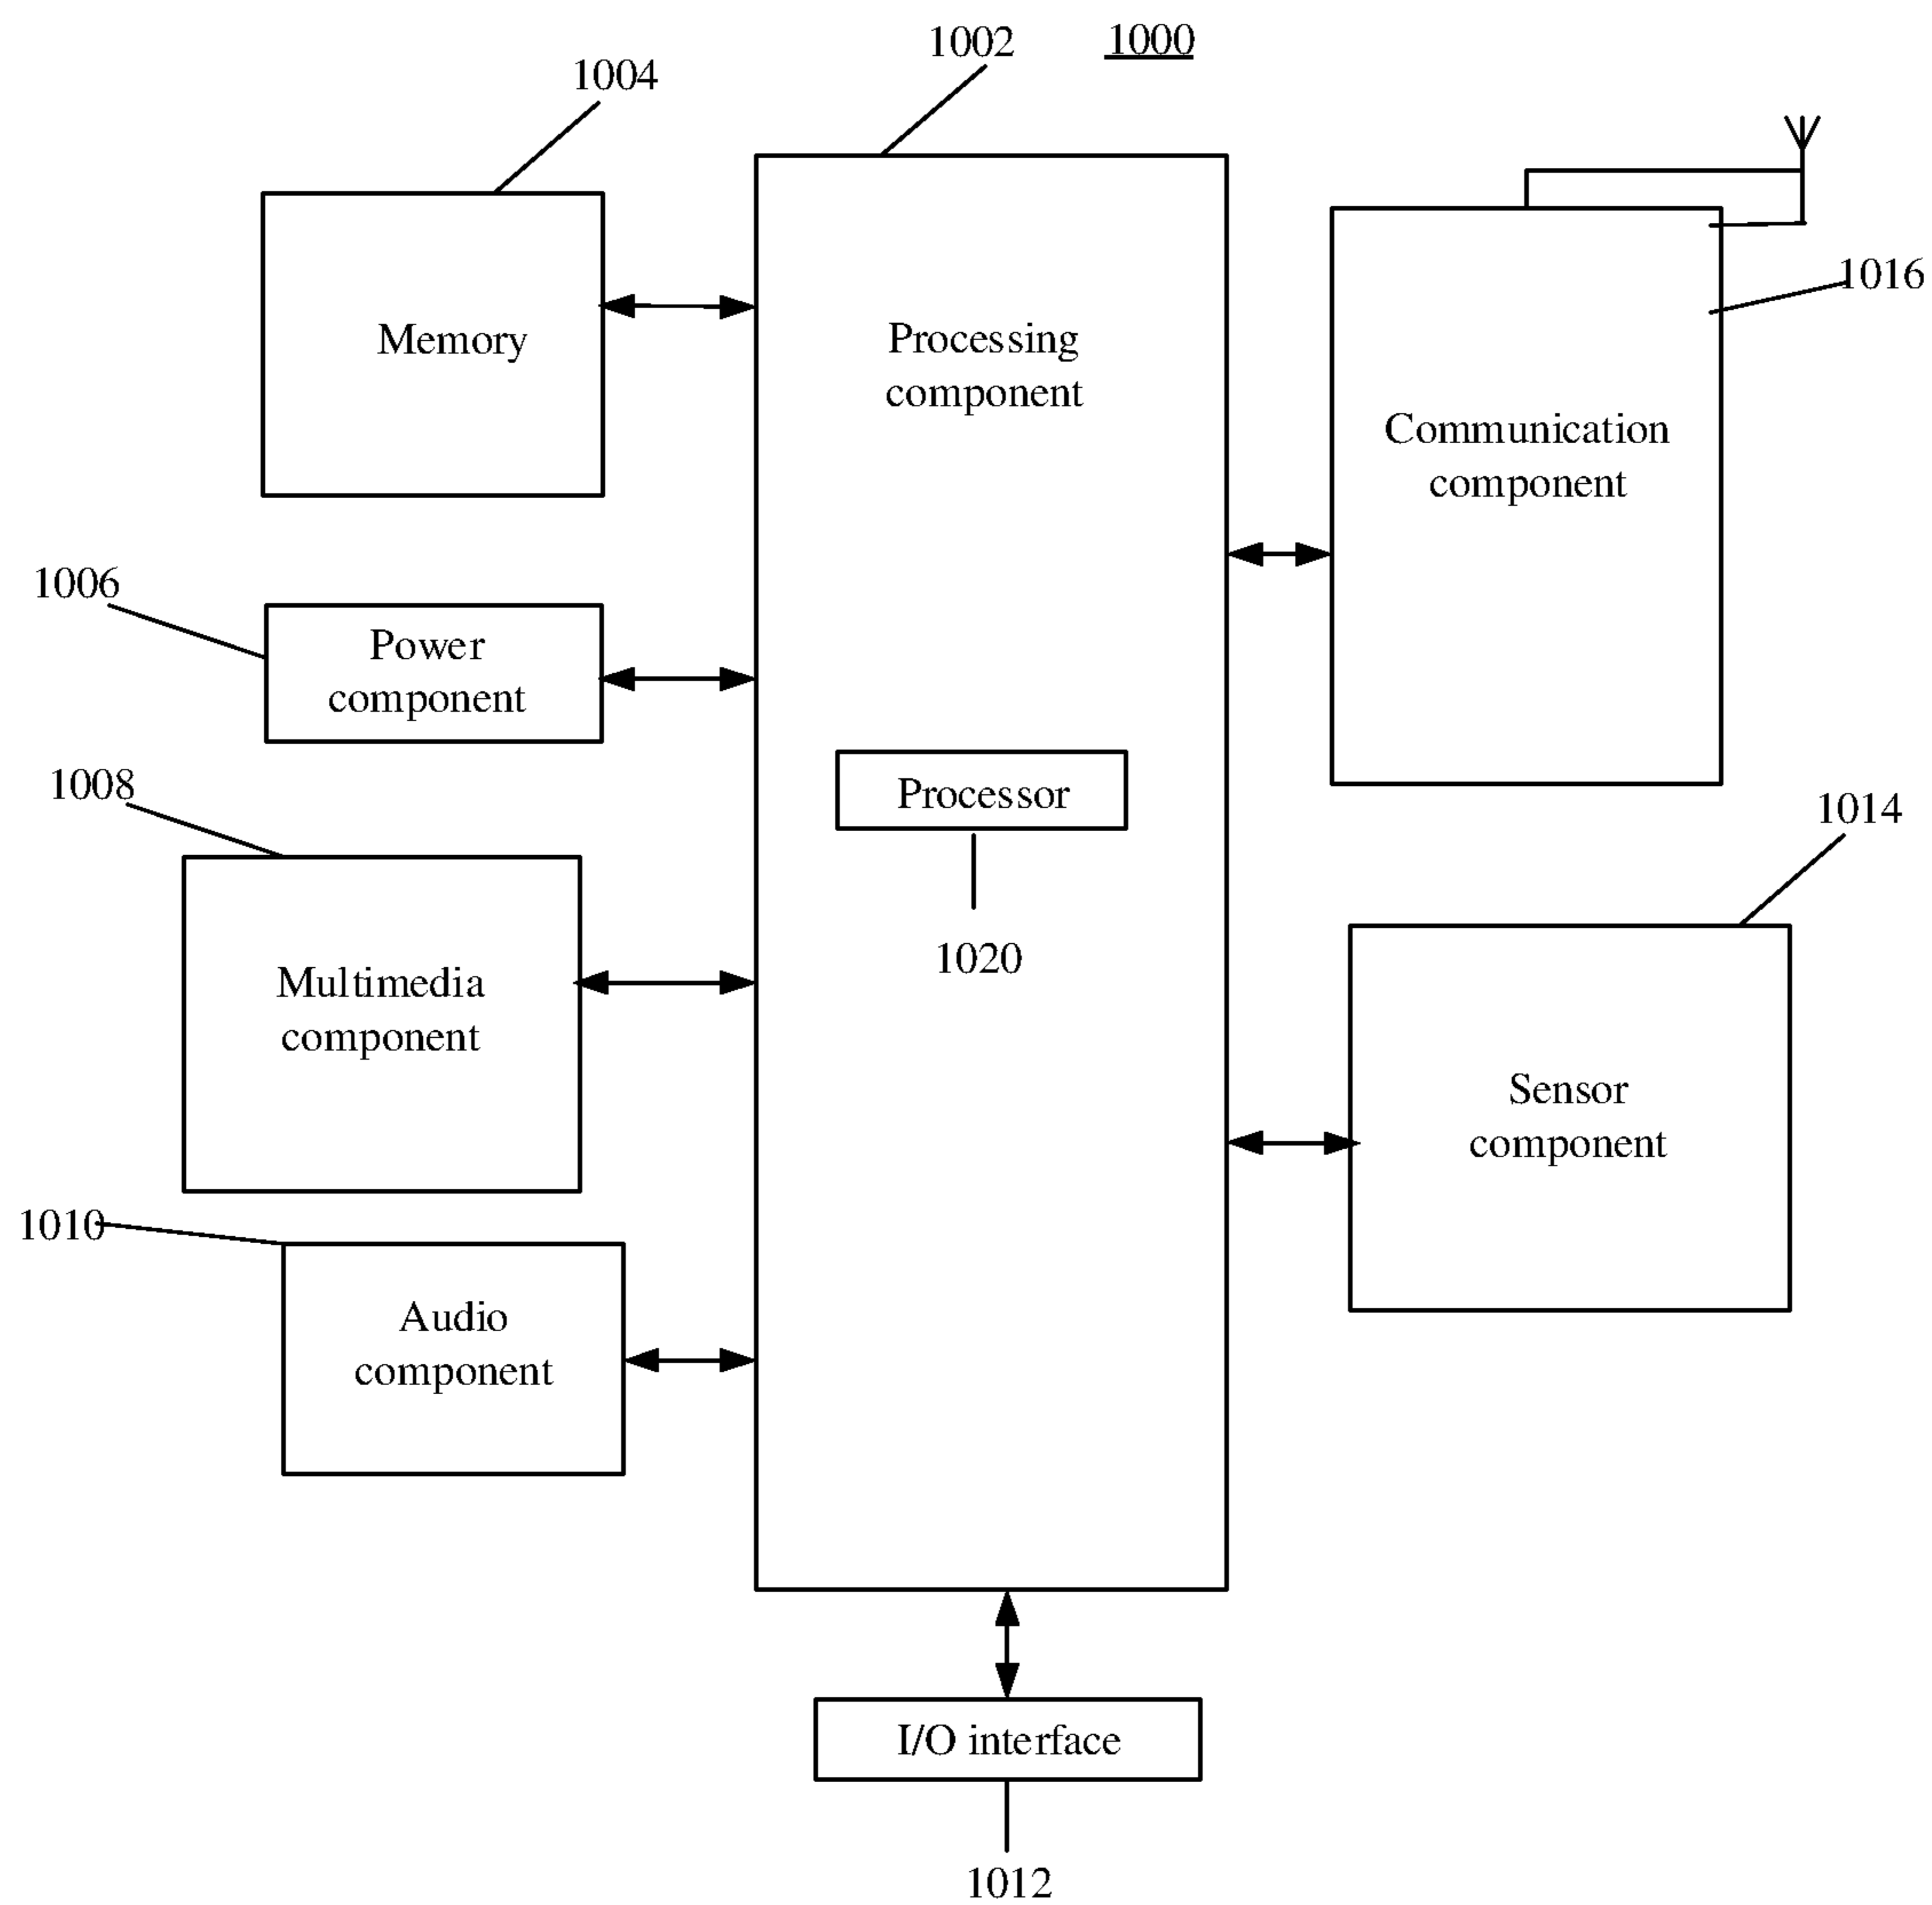 1002
1000
1004
1016
Memory
Processing
component
Communication
component
1006
Power
component
1008
Processor
1014
1020
Multimedia
component
Sensor
component
1010
Audio
component
I/O interface
1012